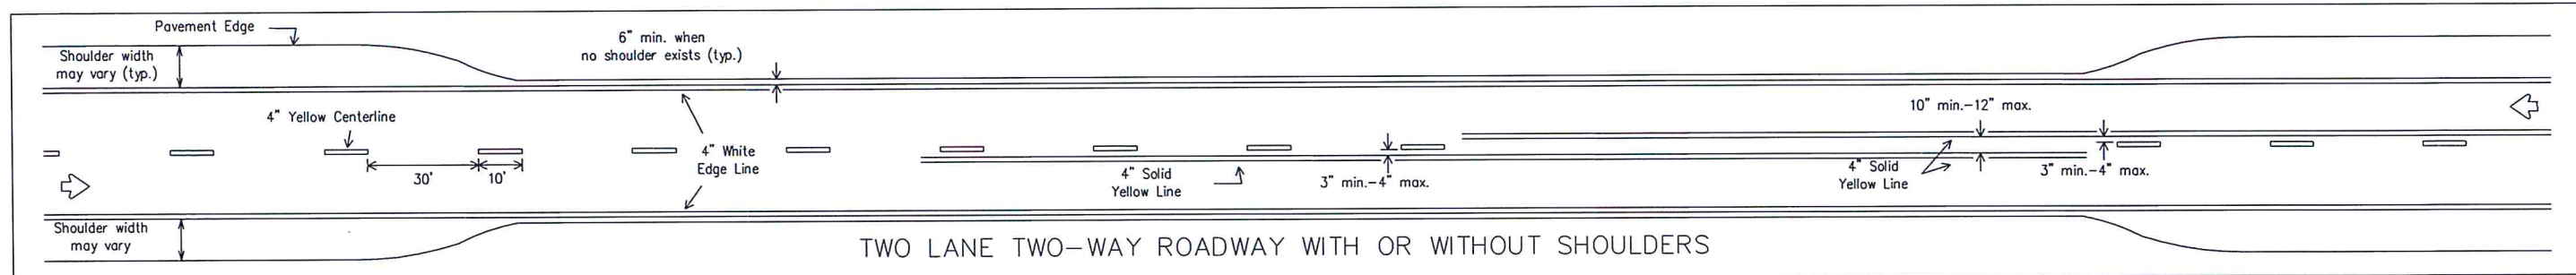 Pavement Edge
Shoulder width
may vary (typ.)
6" min. when
no shoulder exists (typ.)
4" Yellow Centerline
30'
10'
4" White
Edge Line
4" Solid
Yellow Line
3" min.-4" max.
10" min.-12" max.
4" Solid
Yellow Line
3" min.-4" max.
Shoulder width
may vary
TWO LANE TWO-WAY ROADWAY WITH OR WITHOUT SHOULDERS